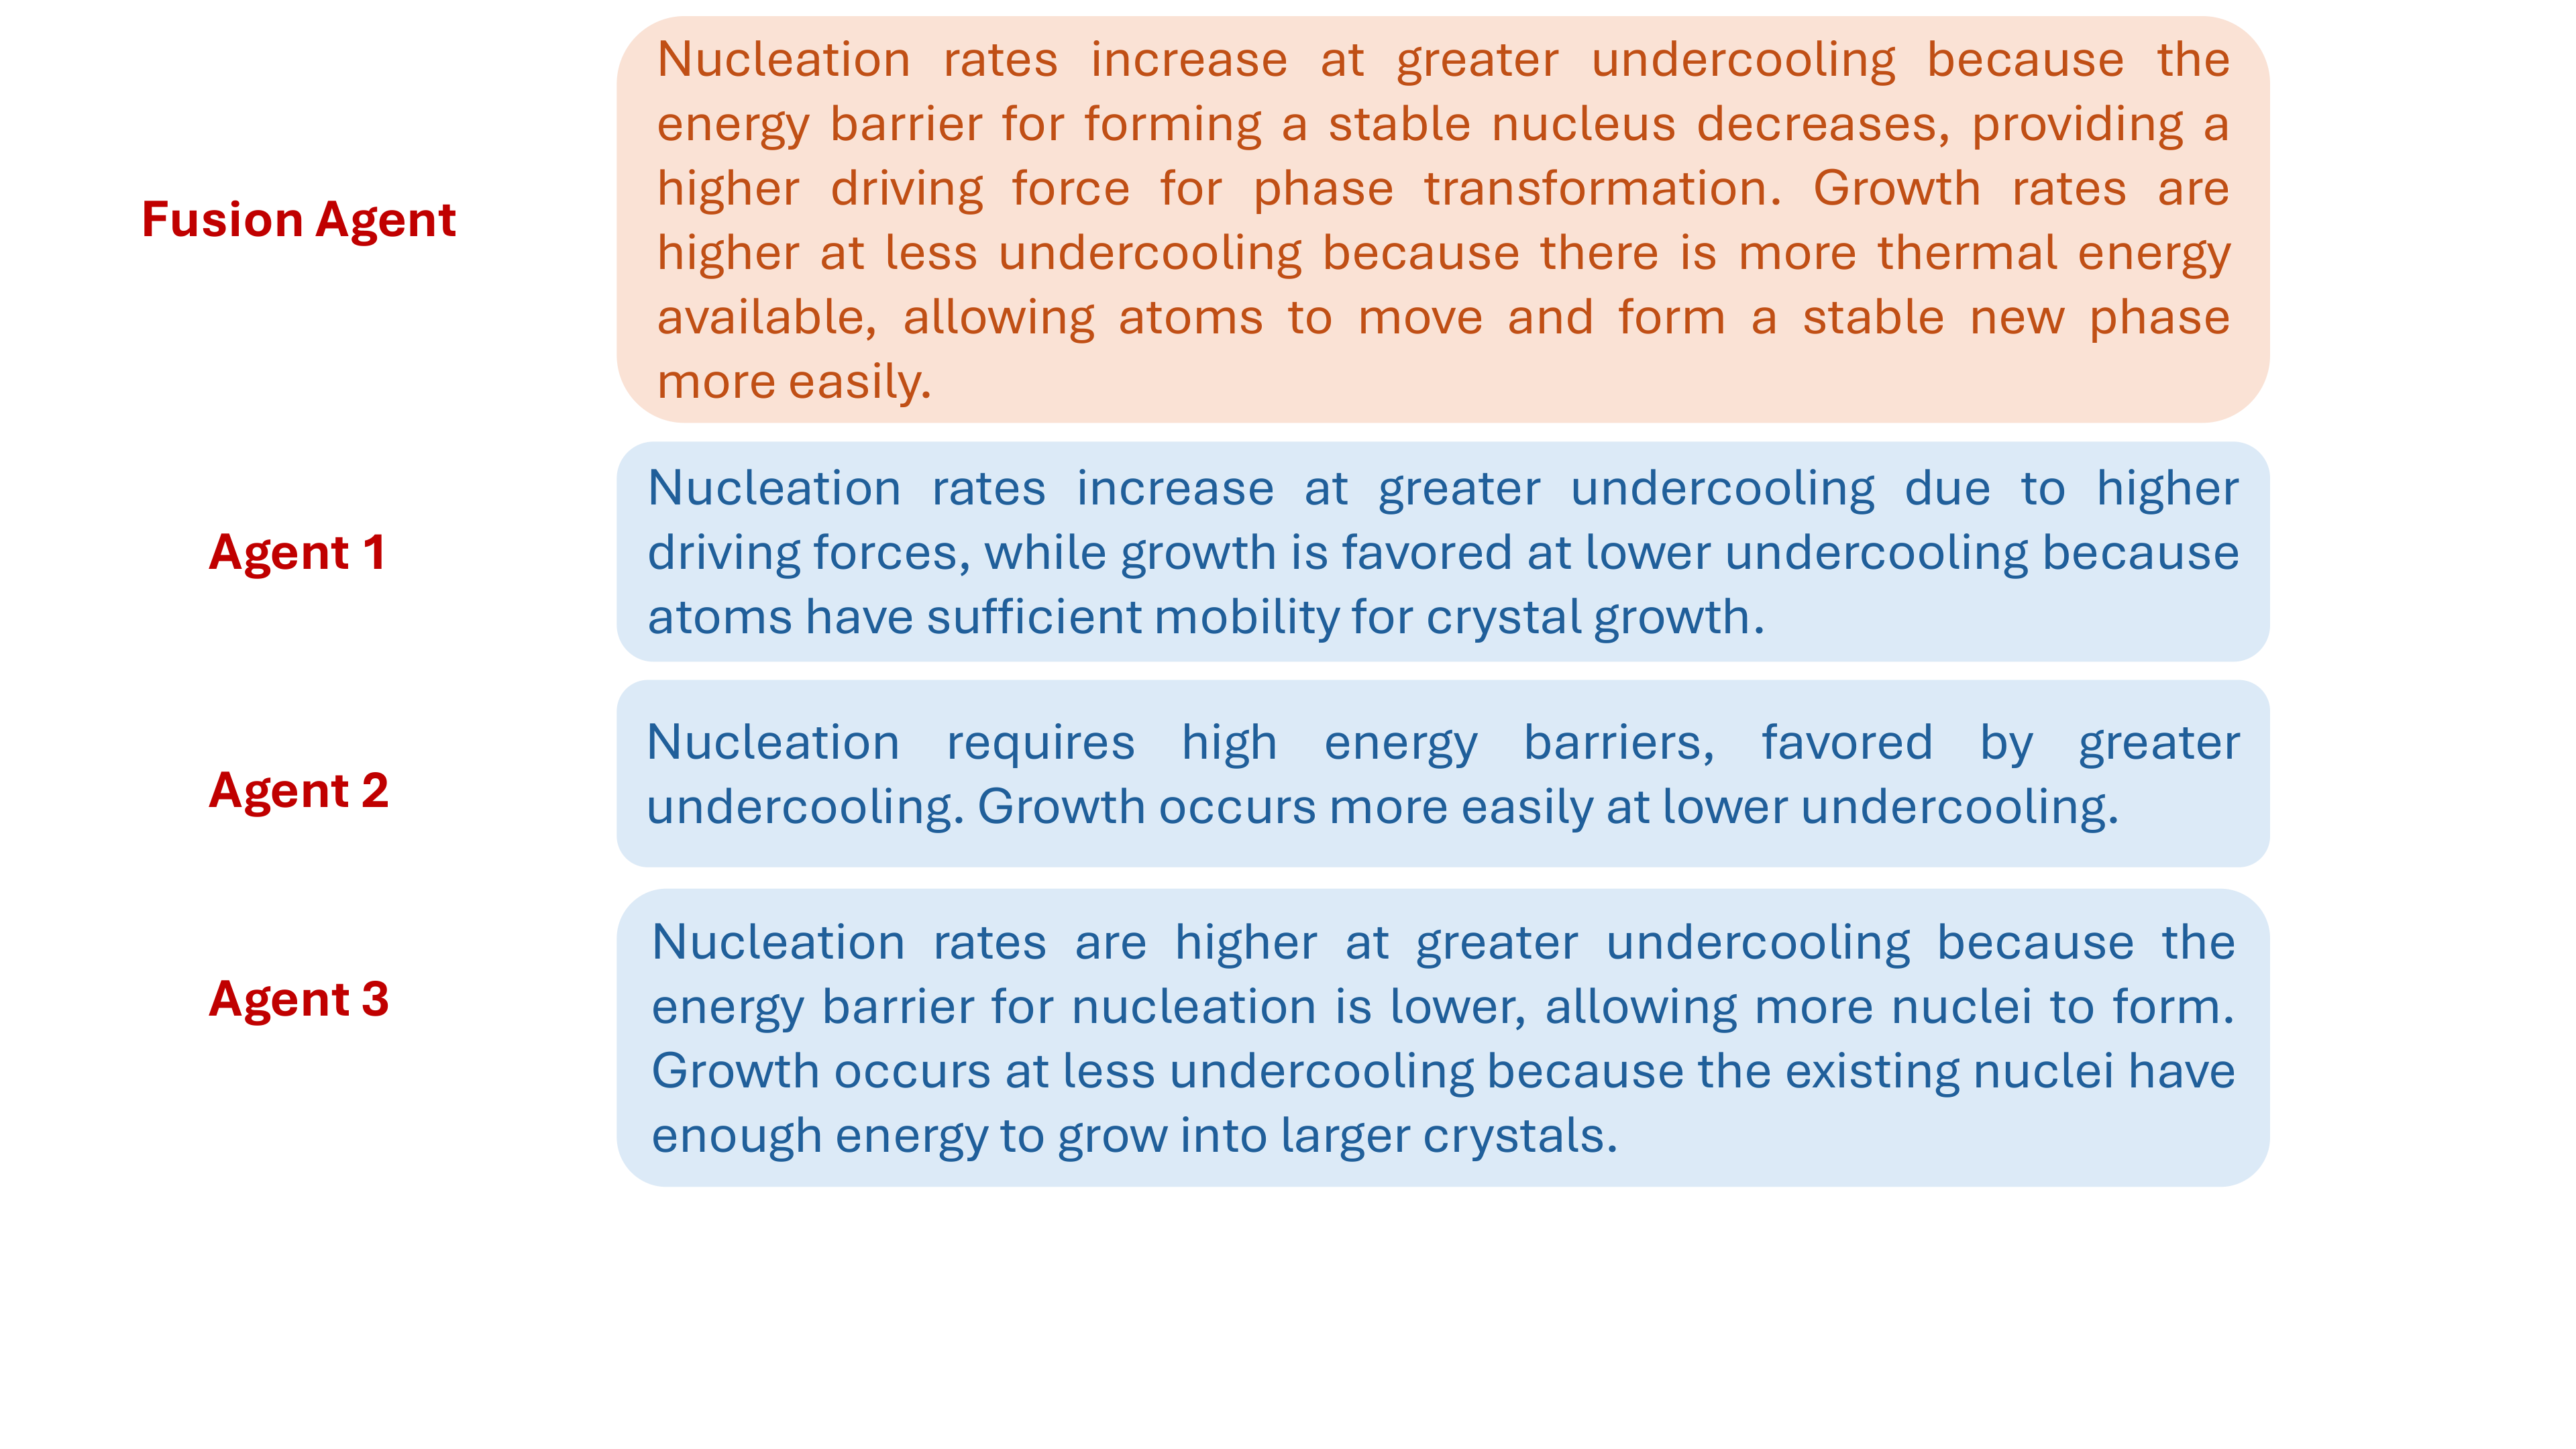 Fusion Agent
Nucleation rates increase at greater undercooling because the
energy barrier for forming a stable nucleus decreases, providing a
higher driving force for phase transformation. Growth rates are
higher at less undercooling because there is more thermal energy
available, allowing atoms to move and form a stable new phase
more easily.
Agent 1
Nucleation rates increase at greater undercooling due to higher
driving forces, while growth is favored at lower undercooling because
atoms have sufficient mobility for crystal growth.
Agent 2
Nucleation requires high energy barriers, favored by greater
undercooling. Growth occurs more easily at lower undercooling.
Agent 3
Nucleation rates are higher at greater undercooling because the
energy barrier for nucleation is lower, allowing more nuclei to form.
Growth occurs at less undercooling because the existing nuclei have
enough energy to grow into larger crystals.